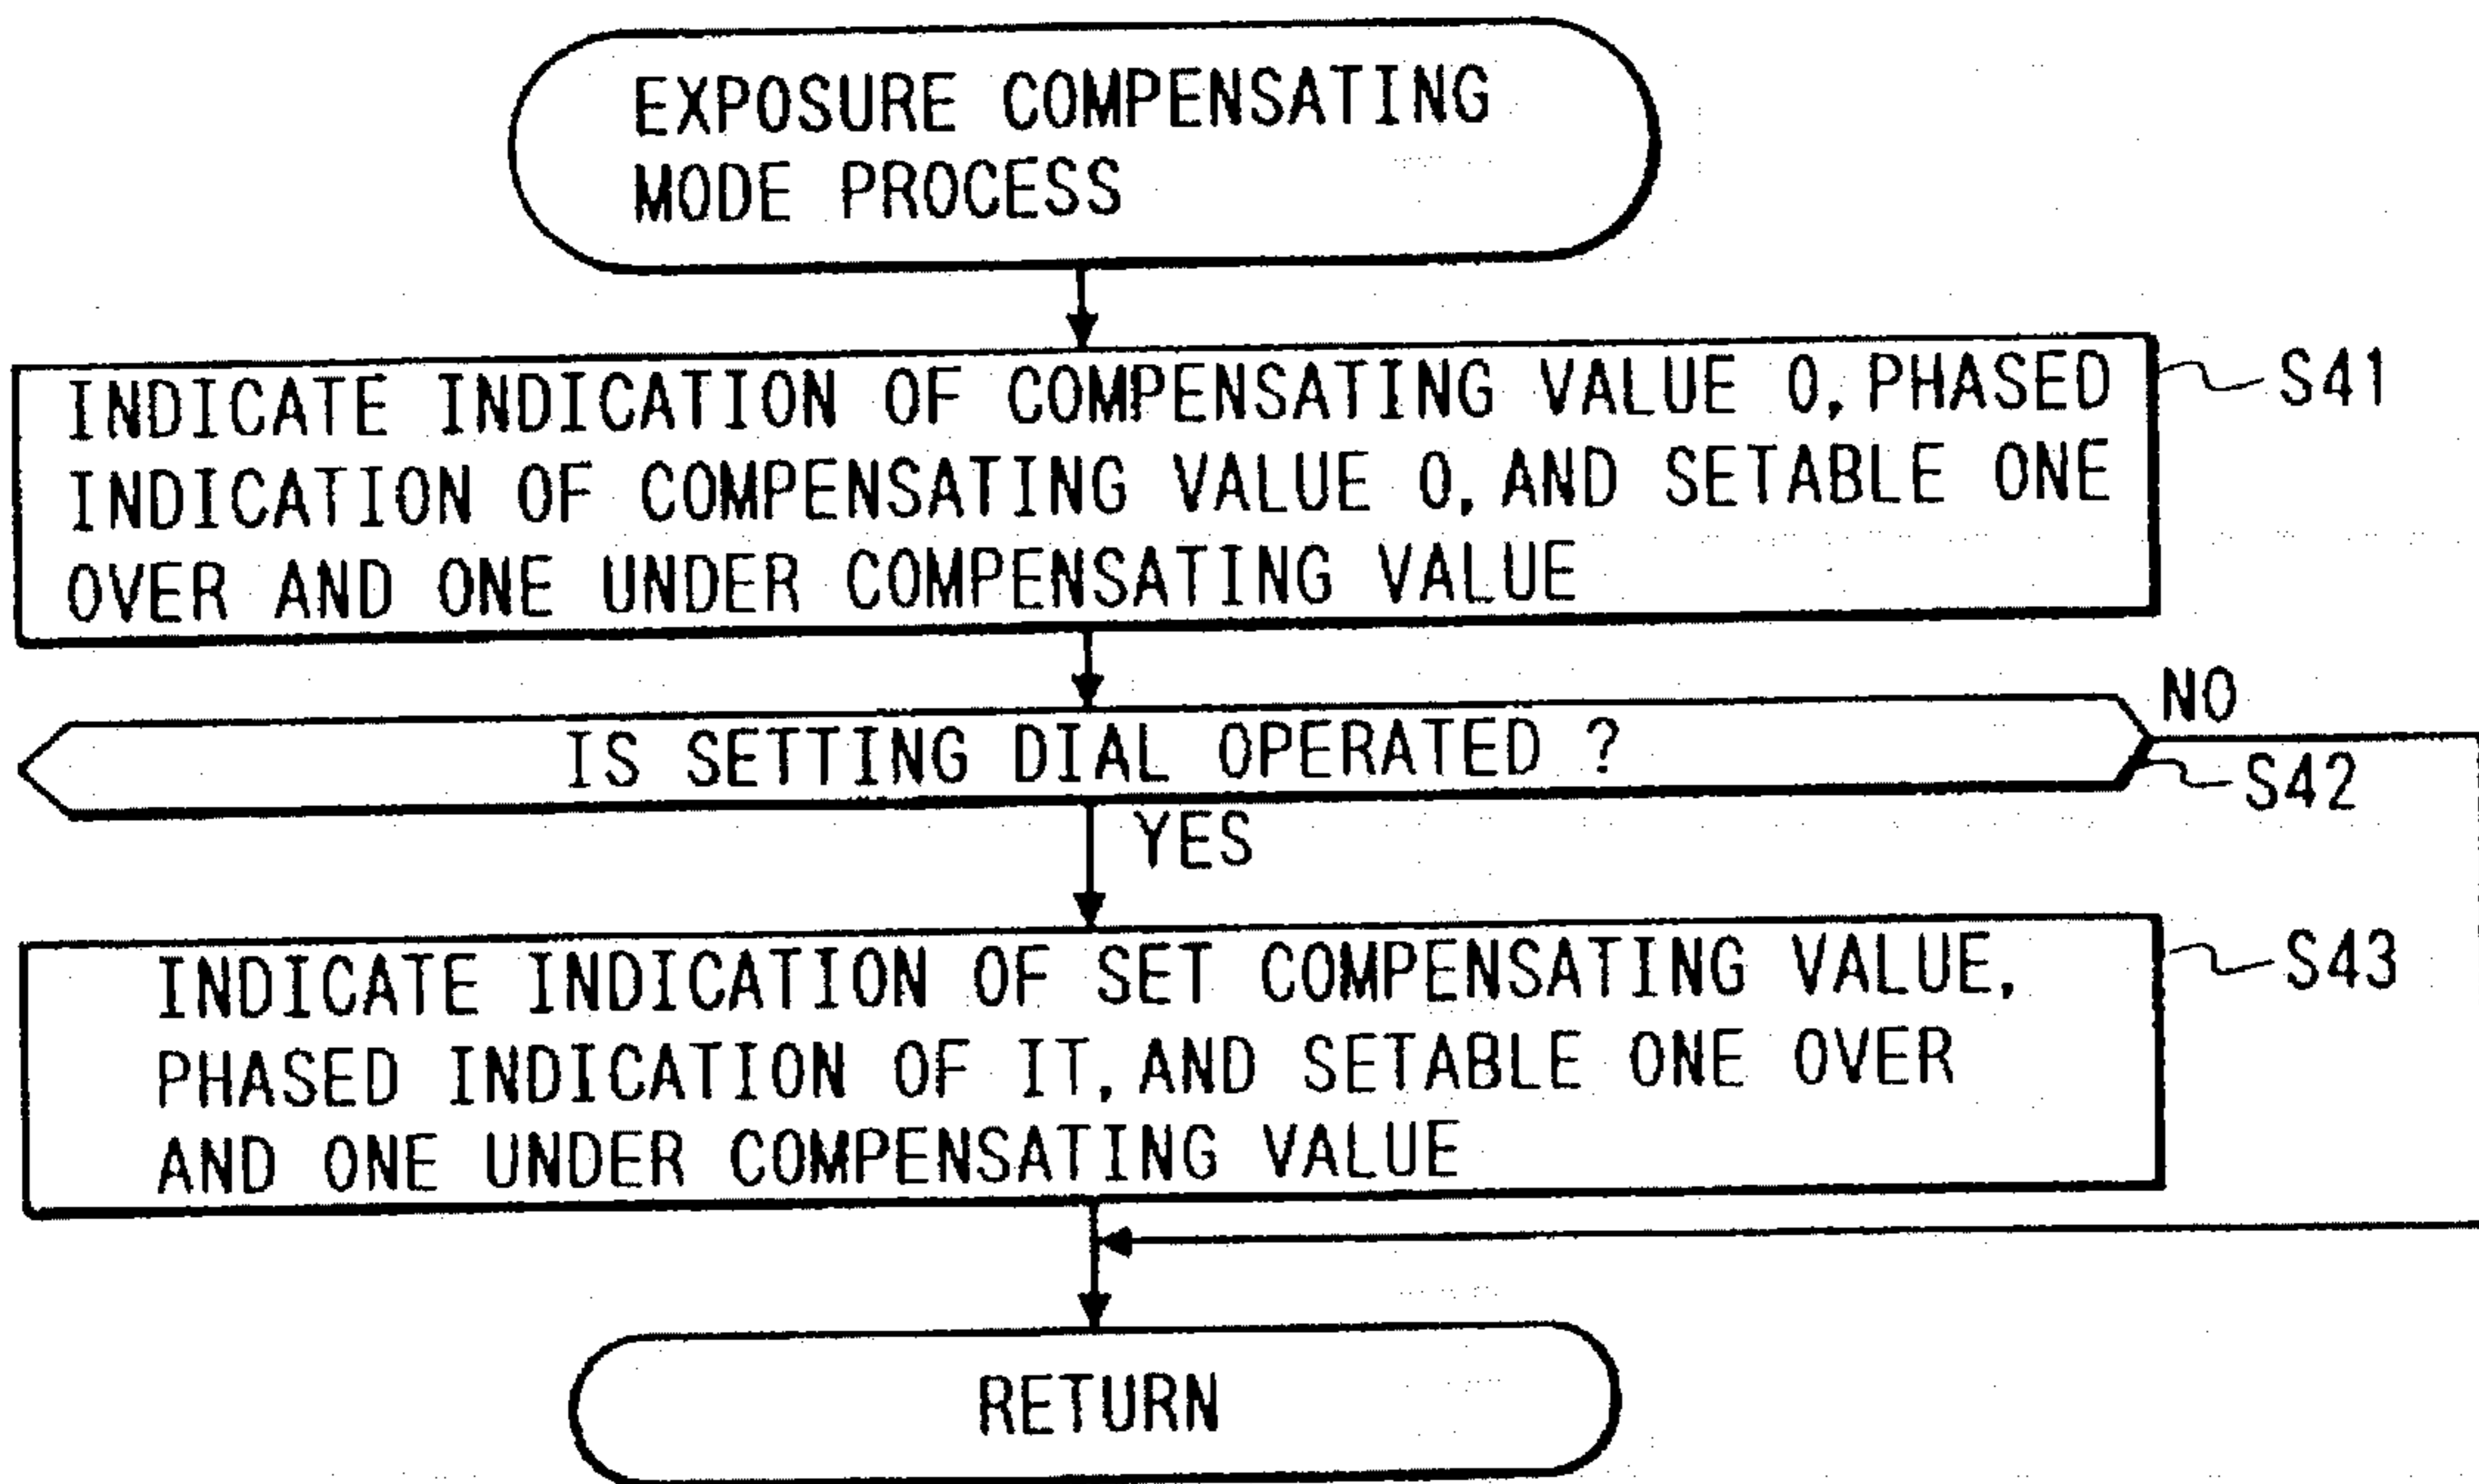 EXPOSURE COMPENSATING
MODE PROCESS
INDICATE INDICATION OF COMPENSATING VALUE 0, PHASED
INDICATION OF COMPENSATING VALUE 0, AND SETABLE ONE
OVER AND ONE UNDER COMPENSATING VALUE
S41
IS SETTING DIAL OPERATED ?
NO
S42
YES
INDICATE INDICATION OF SET COMPENSATING VALUE,
PHASED INDICATION OF IT, AND SETABLE ONE OVER
AND ONE UNDER COMPENSATING VALUE
S43
RETURN